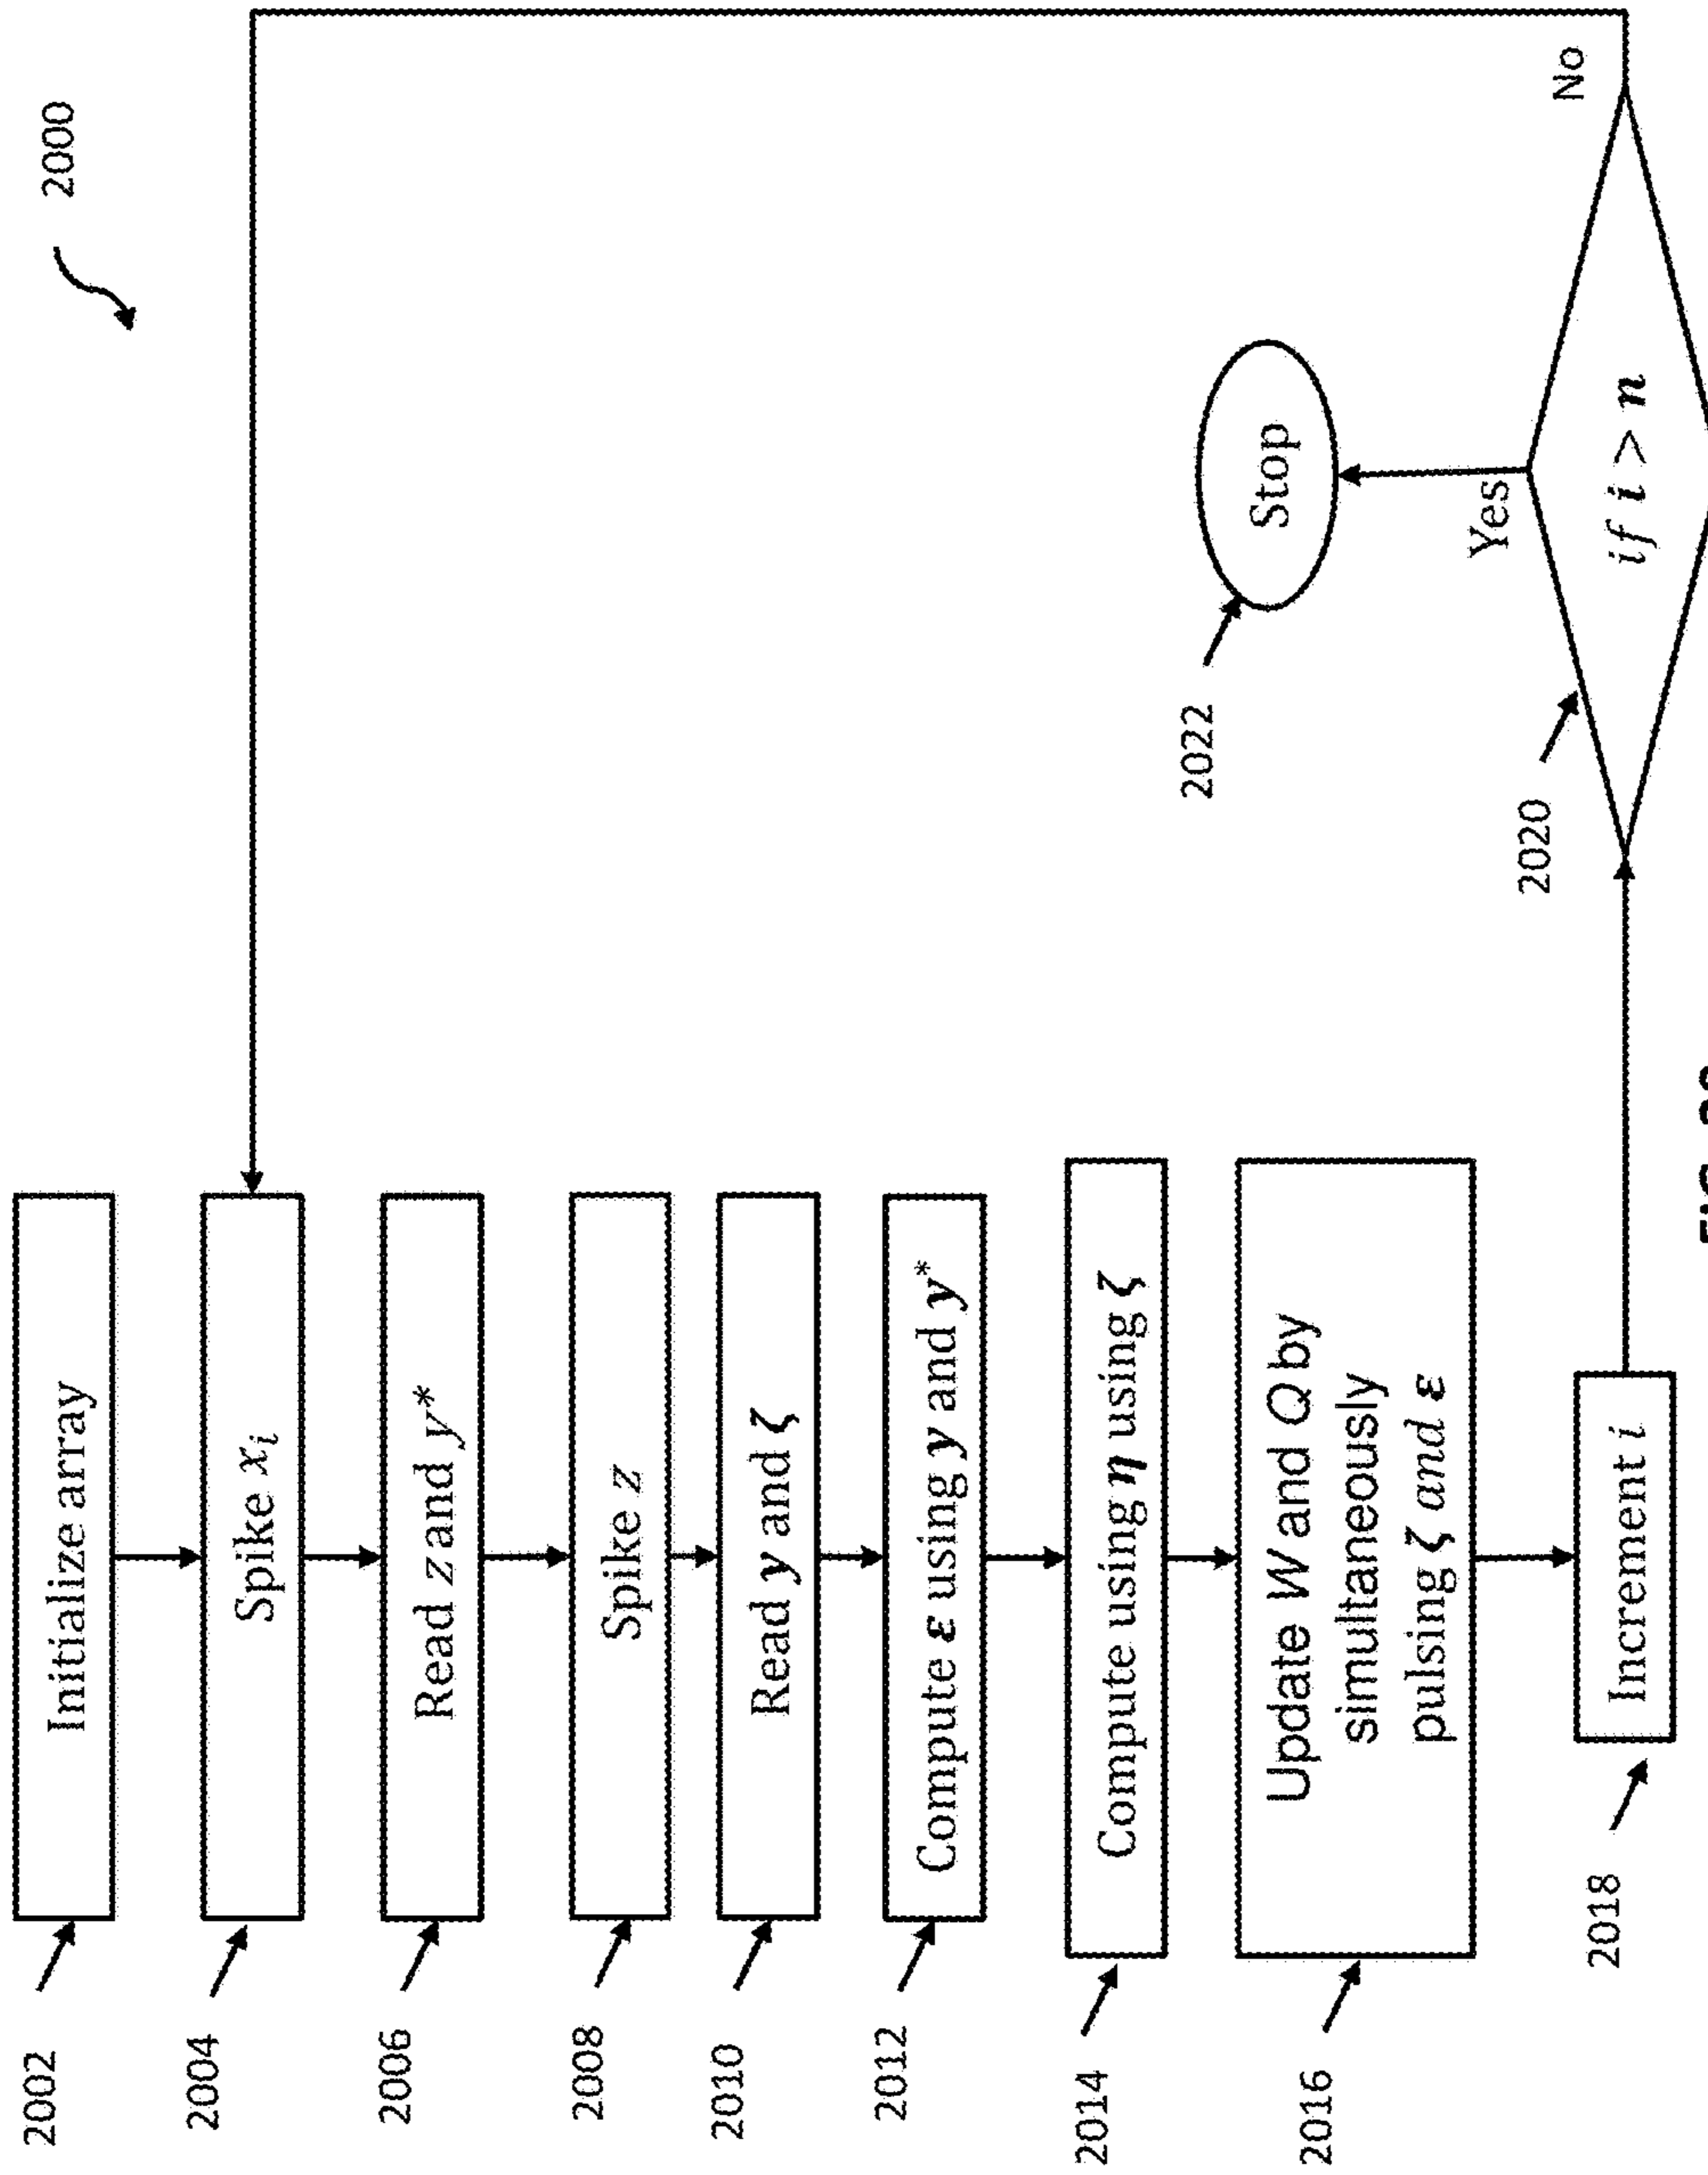 2000
2002
Initialize array
2004
Spike x_i
2006
Read z and y*
2008
Spike z
2010
Read y and ζ
2012
Compute ε using y and y*
2014
Compute using η using ζ
2016
Update W and Q by
simultaneously
pulsing ζ and ε
2018
Increment i
2020
if i > n
Yes
No
2022
Stop